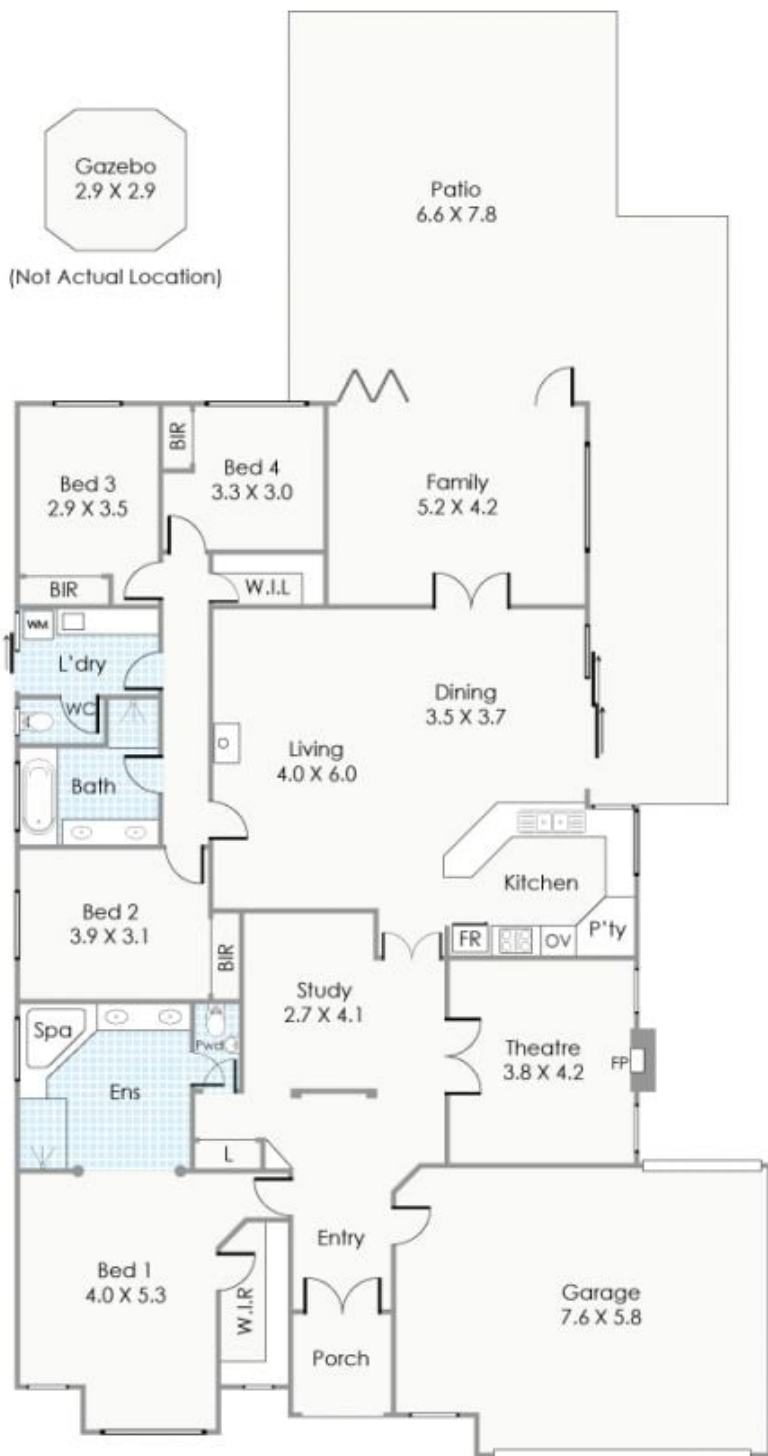 Gazebo
2.9 X 2.9
(Not Actual Location)
Patio
6.6 X 7.8
BIR
Bed 3
2.9 X 3.5
Bed 4
3.3 X 3.0
Family
5.2 X 4.2
BIR
W.I.L
WM
L'dry
WC
Dining
3.5 X 3.7
Living
4.0 X 6.0
Bath
Kitchen
Bed 2
3.9 X 3.1
BIR
FR
OV
P'ty
Study
2.7 X 4.1
Spa
Pwd
Theatre
3.8 X 4.2
FP
Ens
L
Entry
Bed 1
4.0 X 5.3
W.I.R
Garage
7.6 X 5.8
Porch